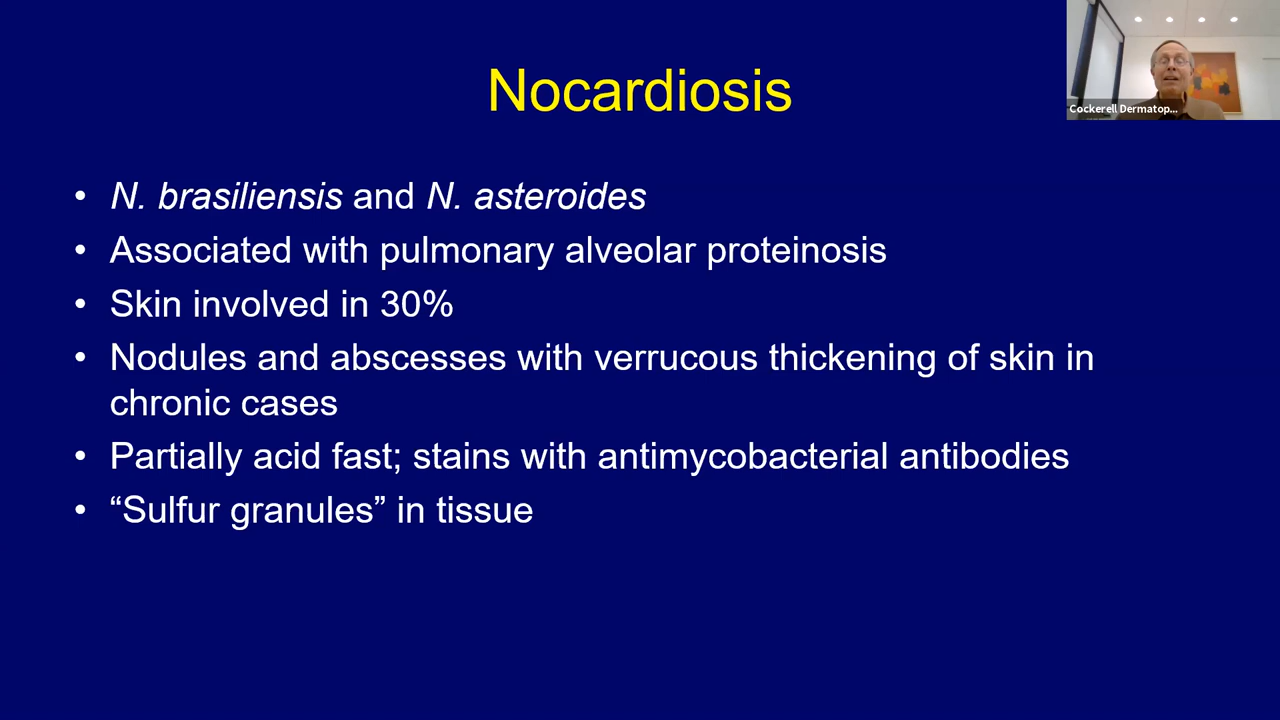 Nocardiosis
Cockerell Dermatop...
• N. brasiliensis and N. asteroides
• Associated with pulmonary alveolar proteinosis
• Skin involved in 30%
• Nodules and abscesses with verrucous thickening of skin in
chronic cases
• Partially acid fast; stains with antimycobacterial antibodies
• “Sulfur granules” in tissue